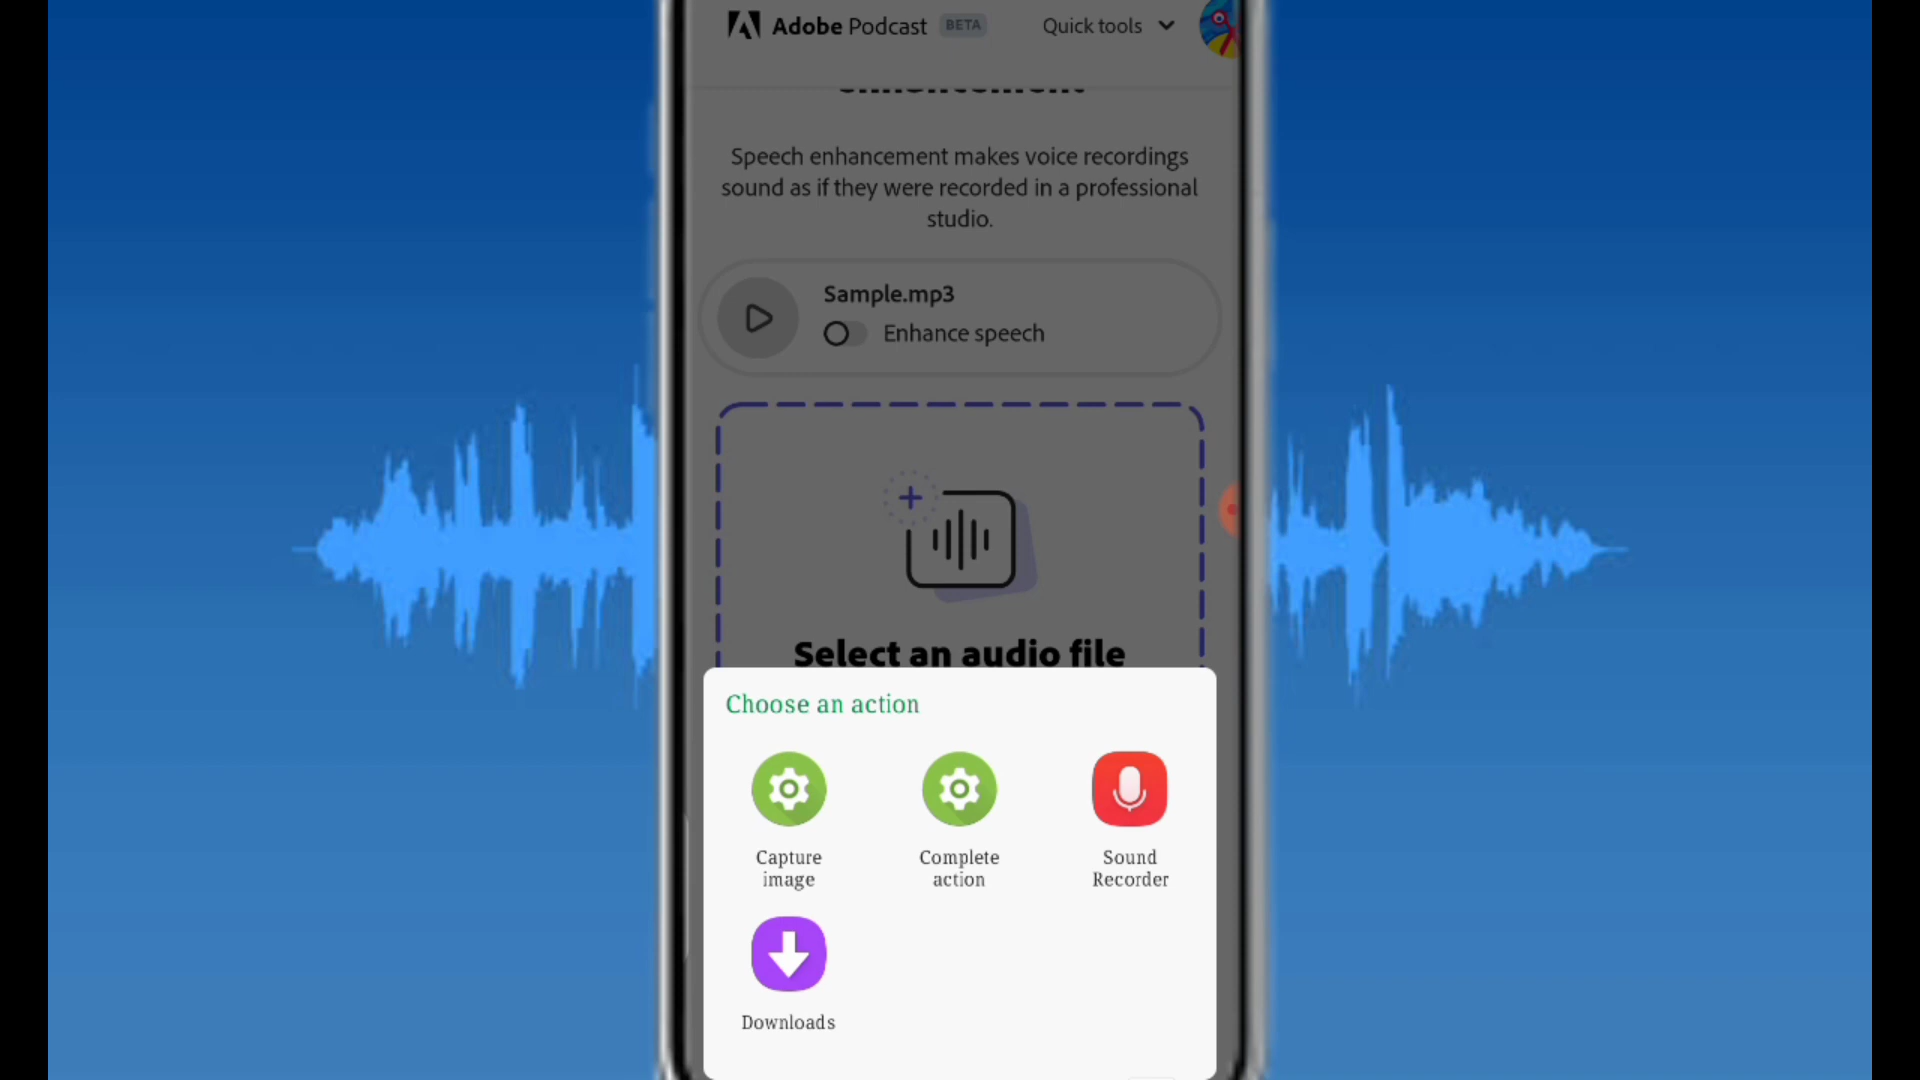 Adobe Podcast BETA Quick tools
enhancement
Speech enhancement makes voice recordings
sound as if they were recorded in a professional
studio.
Sample.mp3
Enhance speech
Select an audio file
Choose an action
Capture image
Complete action
Sound Recorder
Downloads